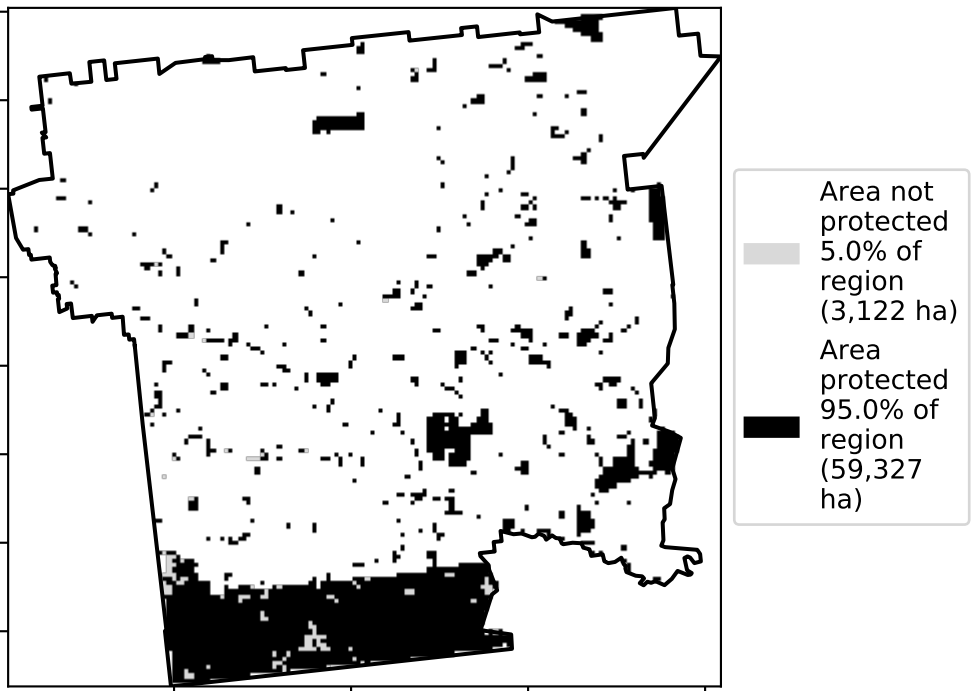 Area not
protected
5.0% of
region
(3,122 ha)
Area
protected
95.0% of
region
(59,327
ha)